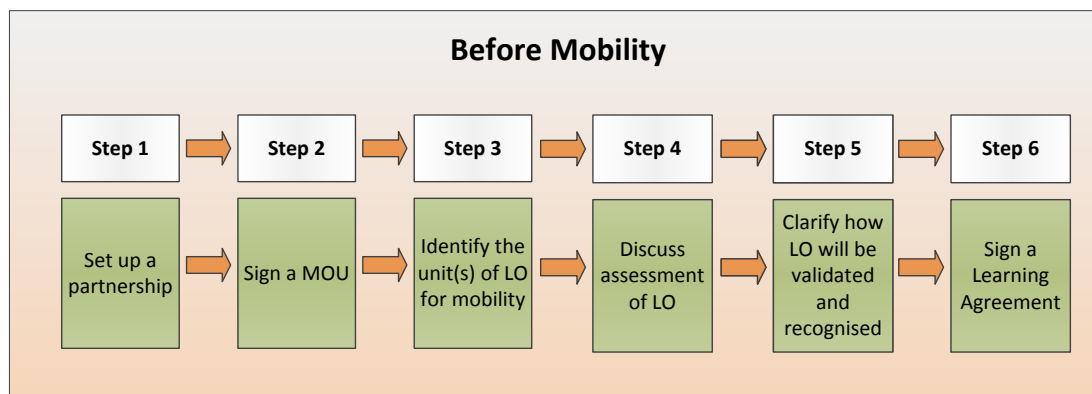 Before Mobility
Step 1
Step 2
Step 3
Step 4
Step 5
Step 6
Set up a
partnership
Sign a MOU
Identify the
unit(s) of LO
for mobility
Discuss
assessment
of LO
Clarify how
LO will be
validated
and
recognised
Sign a
Learning
Agreement